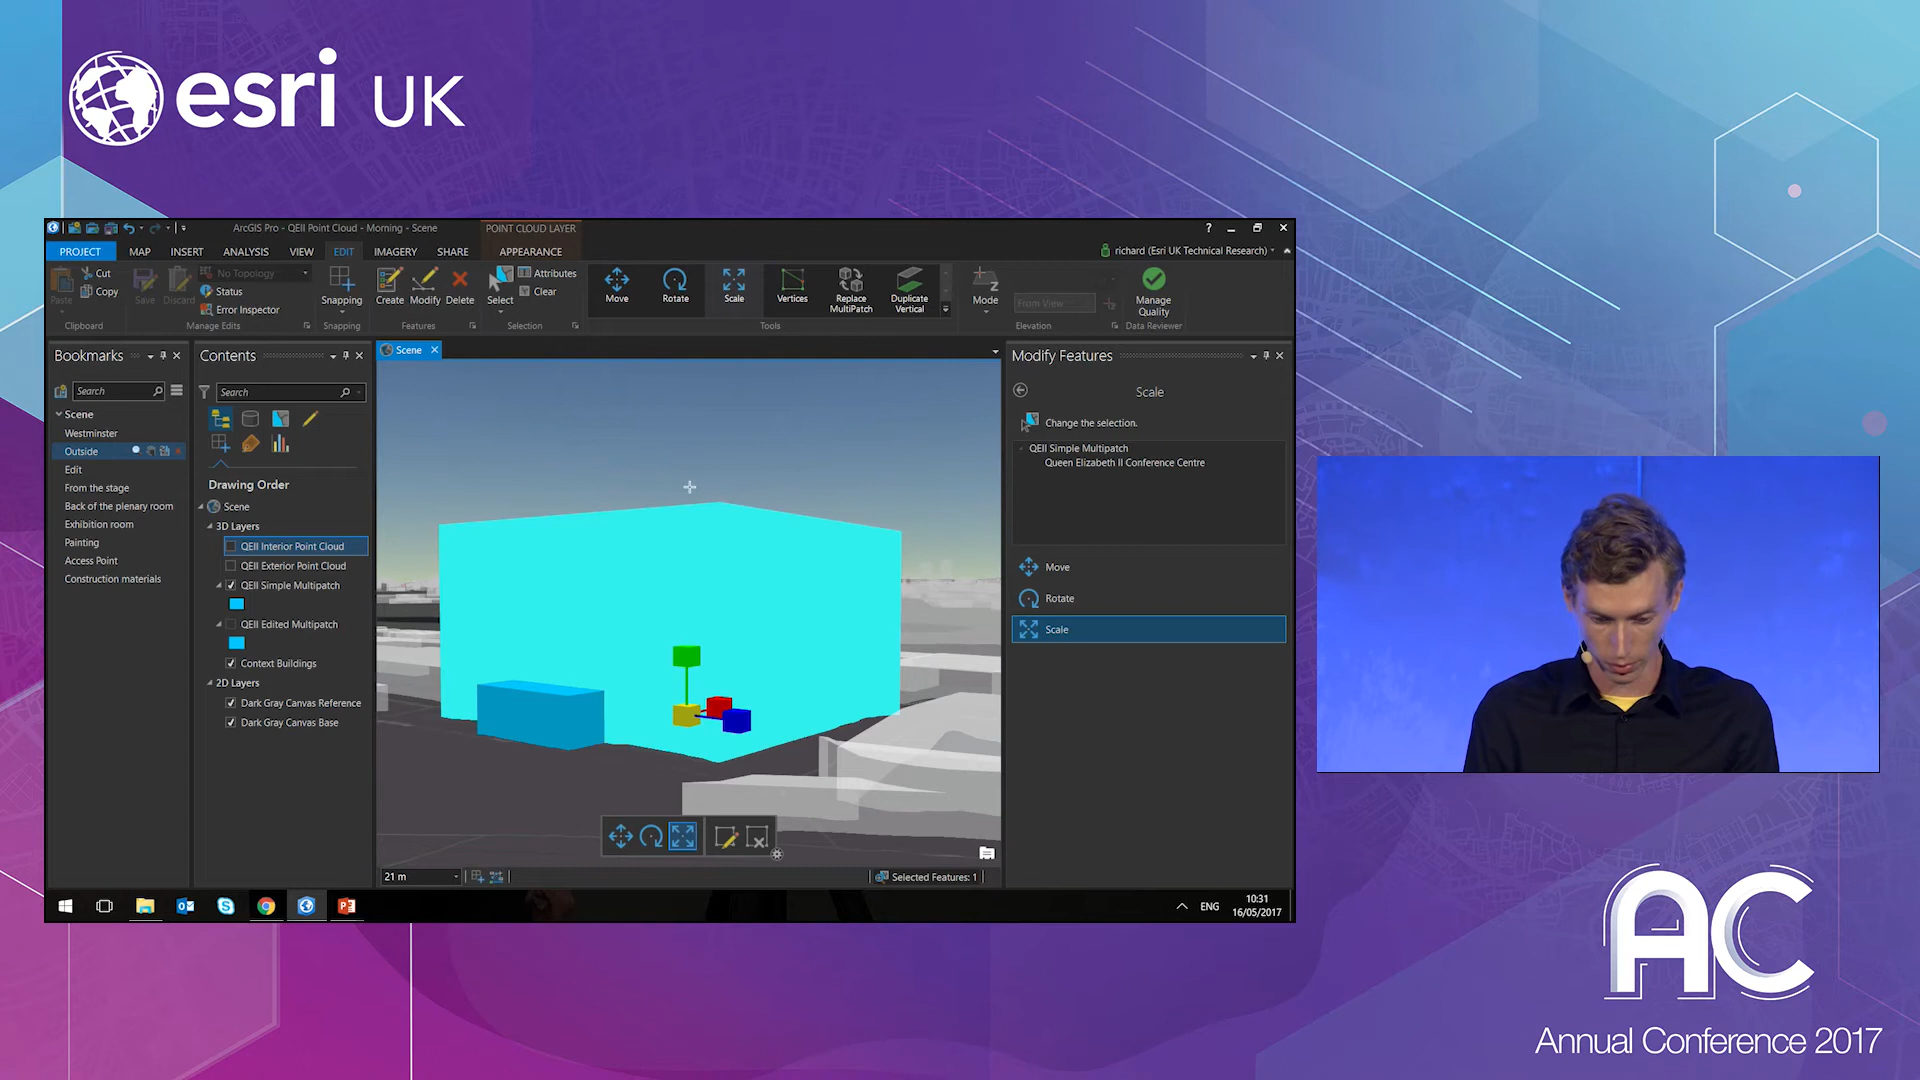 esri UK
ArcGIS Pro - QEII Point Cloud - Morning - Scene
POINT CLOUD LAYER
?
PROJECT
MAP
INSERT
ANALYSIS
VIEW
EDIT
IMAGERY
SHARE
APPEARANCE
richard (Esri UK Technical Research)
Paste
Cut
Copy
Clipboard
Save
Discard
No Topology
Status
Error Inspector
Manage Edits
Snapping
Snapping
Create
Modify
Delete
Features
Select
Attributes
Clear
Selection
Move
Rotate
Scale
Vertices
Replace
MultiPatch
Duplicate
Vertical
Tools
Mode
From View
Elevation
Manage
Quality
Data Reviewer
Bookmarks
Search
Scene
Westminster
Outside
Edit
From the stage
Back of the plenary room
Exhibition room
Painting
Access Point
Construction materials
Contents
Search
Drawing Order
Scene
3D Layers
QEII Interior Point Cloud
QEII Exterior Point Cloud
QEII Simple Multipatch
QEII Edited Multipatch
Context Buildings
2D Layers
Dark Gray Canvas Reference
Dark Gray Canvas Base
Scene
21 m
Selected Features: 1
Modify Features
Scale
Change the selection.
QEII Simple Multipatch
Queen Elizabeth II Conference Centre
Move
Rotate
Scale
ENG
10:31
16/05/2017
AC
Annual Conference 2017